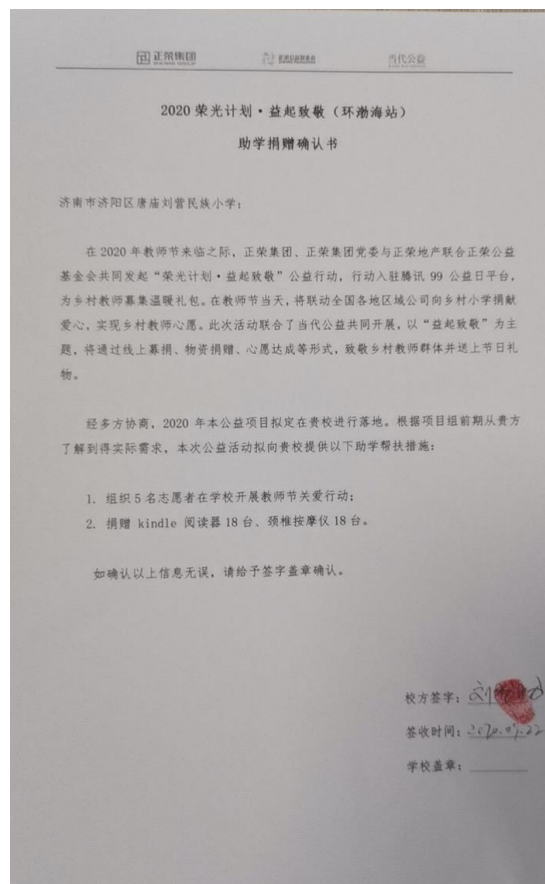 正荣集团
当代公益
2020 荣光计划·益起致敬（环渤海站）
助学捐赠确认书
济南市济阳区唐庙刘营民族小学：
在 2020 年教师节来临之际，正荣集团、正荣集团党委与正荣地产联合正荣公益
基金会共同发起“荣光计划·益起致敬”公益行动，行动入驻腾讯 99 公益日平台，
为乡村教师募集温暖礼包。在教师节当天，将联动全国各地区域公司向乡村小学捐献
爱心，实现乡村教师心愿。此次活动联合了当代公益共同开展，以“益起致敬”为主
题，将通过线上募捐、物资捐赠、心愿达成等形式，致敬乡村教师群体并送上节日礼
物。
经多方协商，2020 年本公益项目拟定在贵校进行落地。根据项目组前期从贵方
了解到得实际需求，本次公益活动拟向贵校提供以下助学帮扶措施：
1. 组织 5 名志愿者在学校开展教师节关爱行动；
2. 捐赠 kindle 阅读器 18 台、颈椎按摩仪 18 台。
如确认以上信息无误，请给予签字盖章确认。
校方签字：刘
签收时间：2020.09.22
学校盖章：